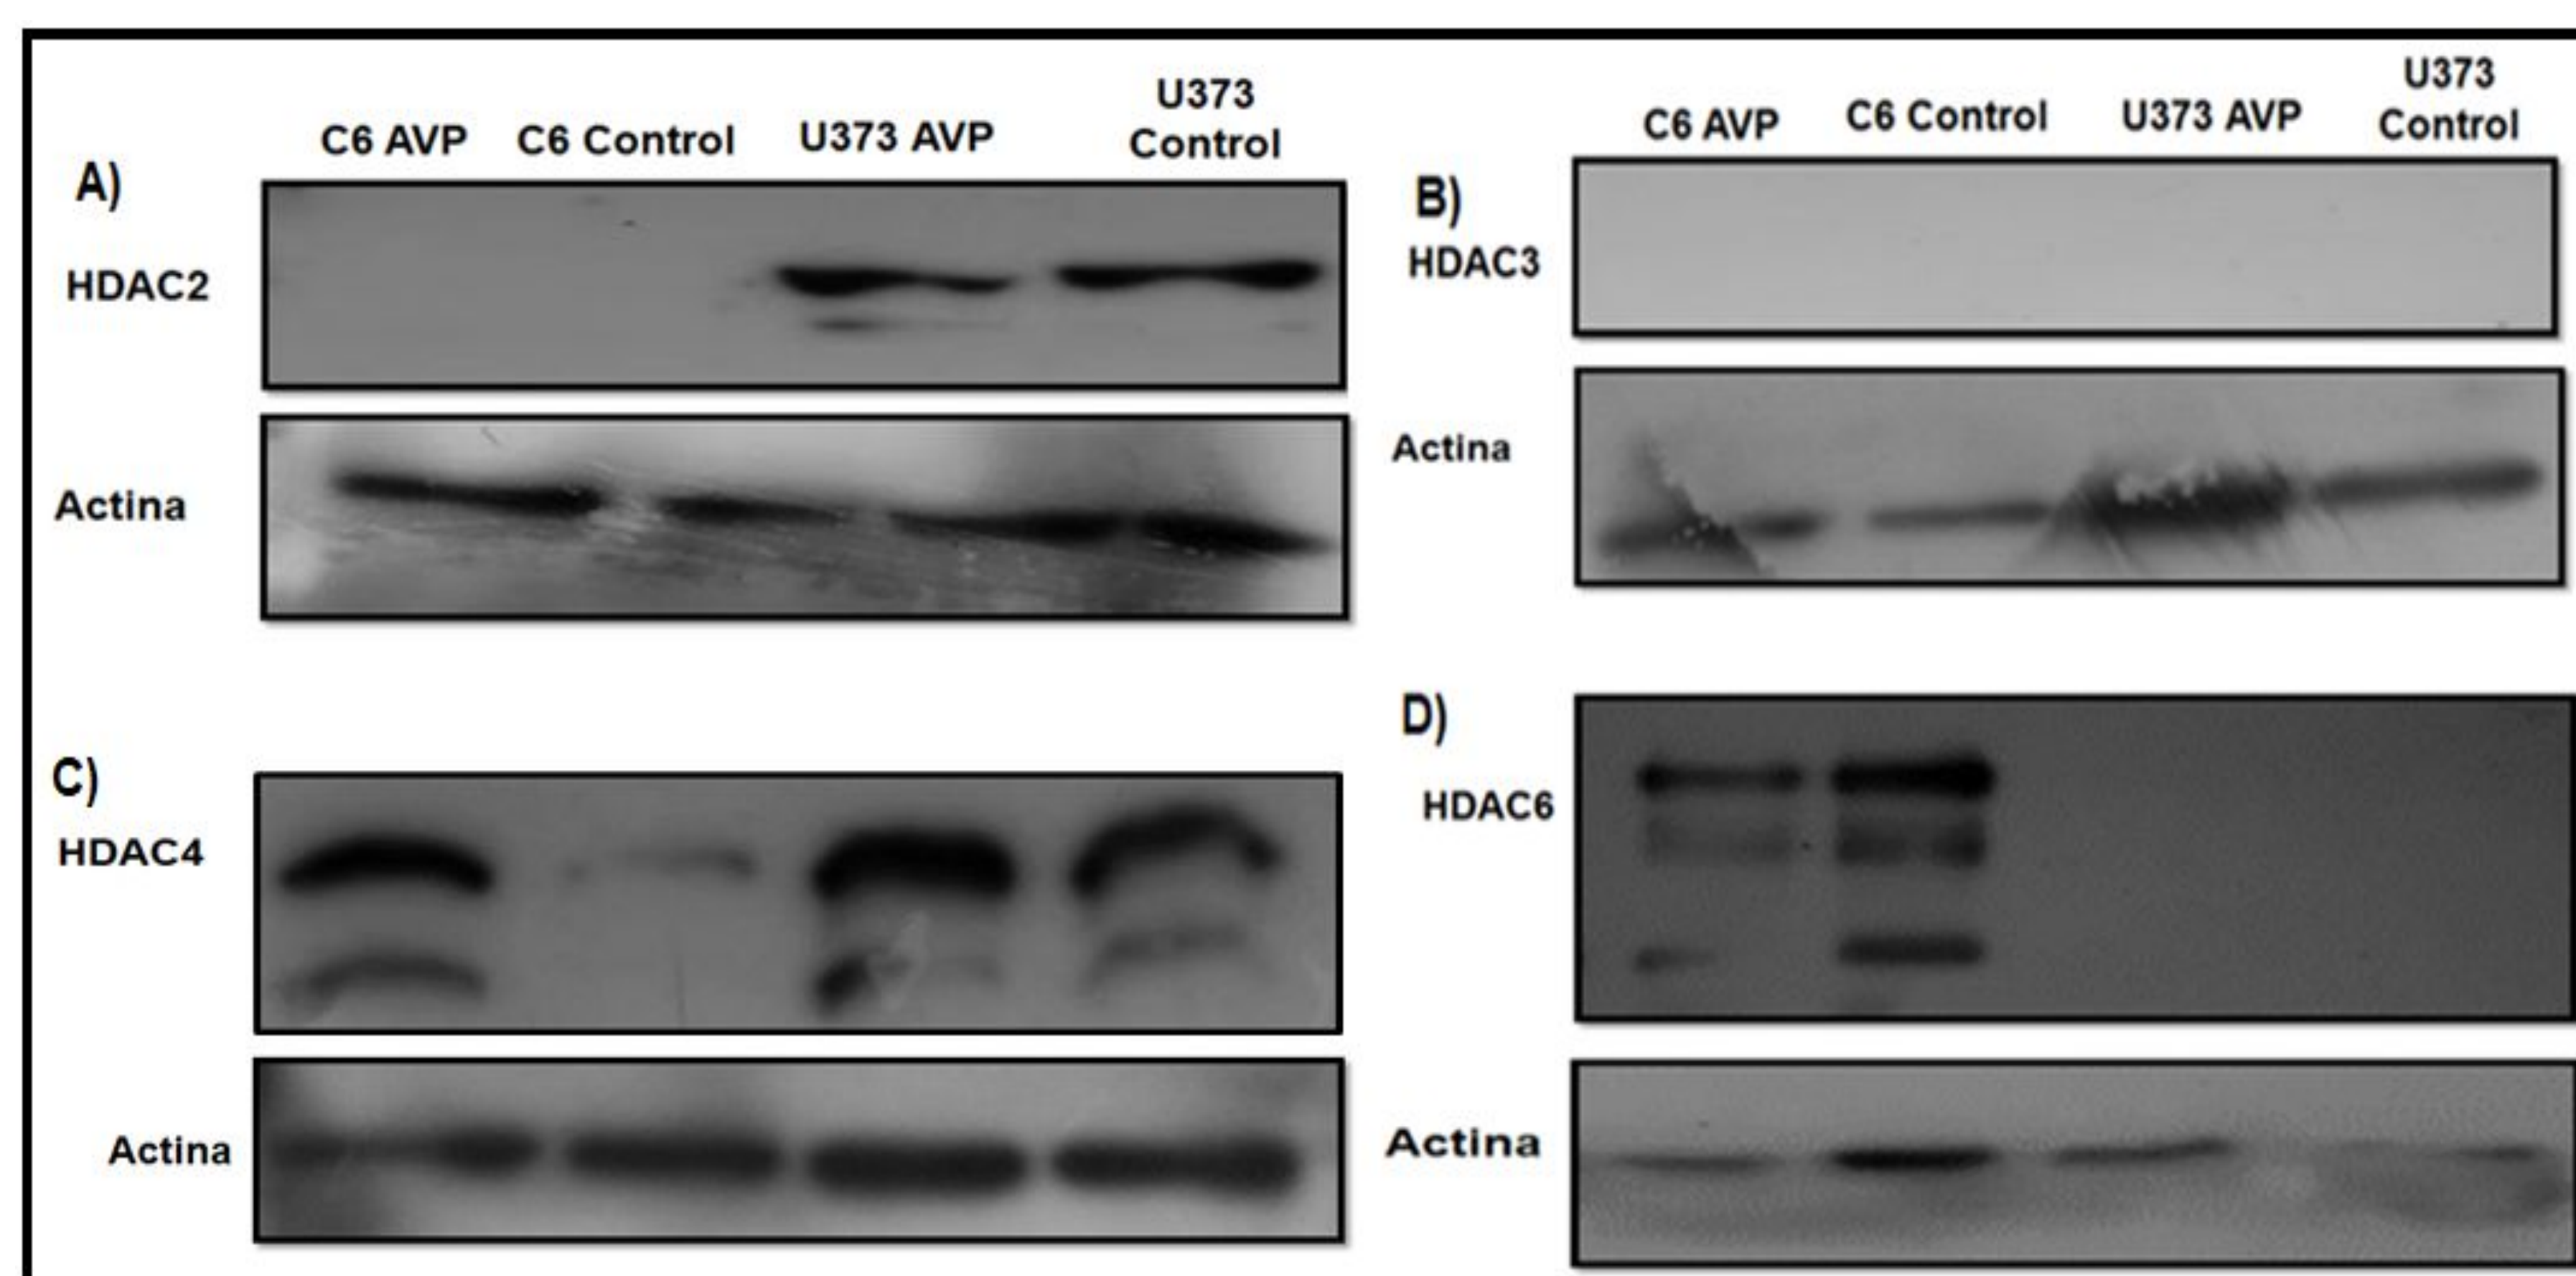 C6 AVP C6 Control U373 AVP U373
Control
A)
HDAC2
Actina
C6 AVP C6 Control U373 AVP U373
Control
B)
HDAC3
Actina
C)
HDAC4
Actina
D)
HDAC6
Actina